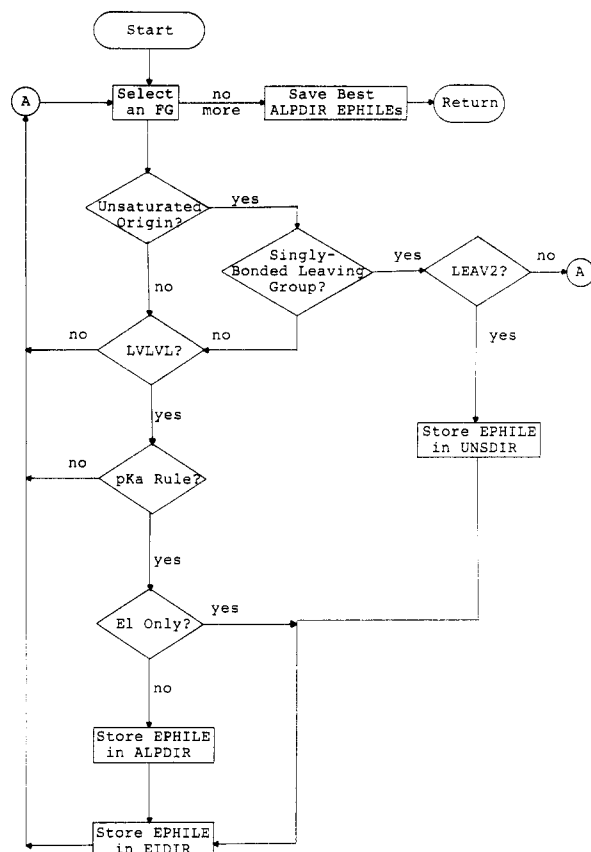 Start
A
Select
an FG
no
more
Save Best
ALPDIR EPHILEs
Return
Unsaturated
Origin?
yes
no
Singly-
Bonded Leaving
Group?
yes
no
LEAV2?
no
A
yes
LVLVL?
no
yes
Store EPHILE
in UNSDIR
pKa Rule?
no
yes
El Only?
yes
no
Store EPHILE
in ALPDIR
Store EPHILE
in EIDIR